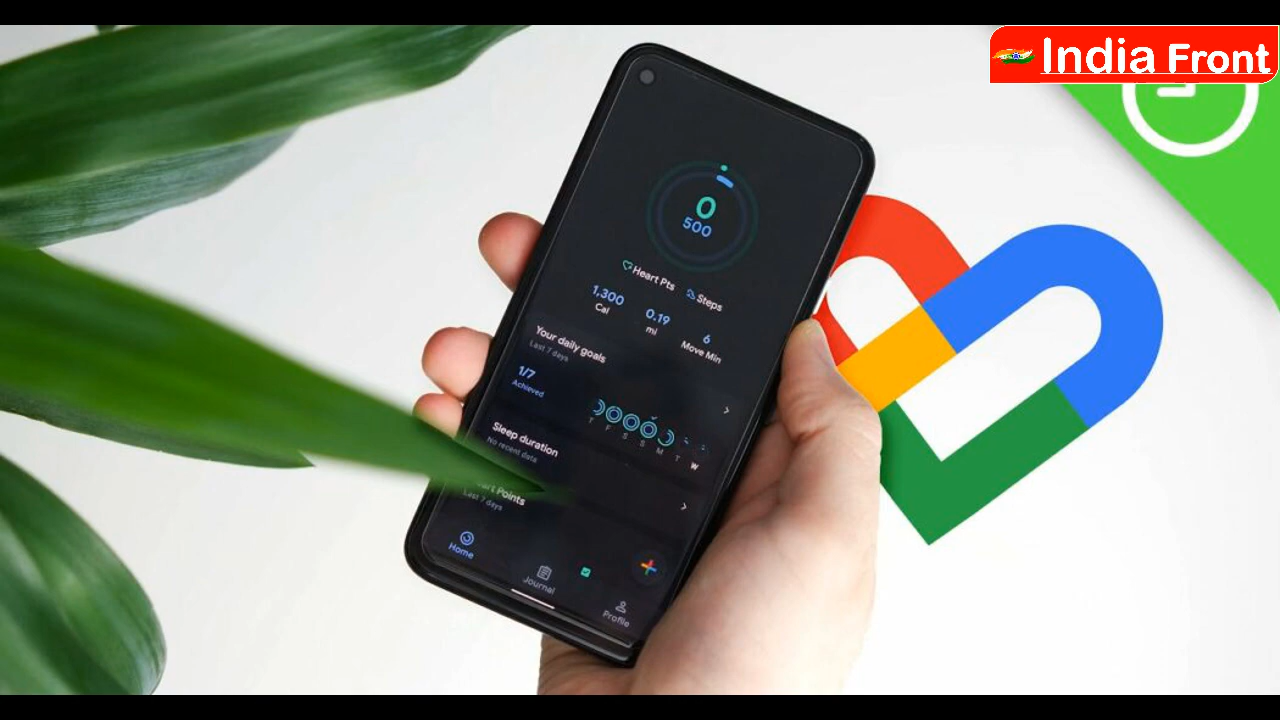 India Front
0
500
Heart Pts Steps
1,300 0.19 6
Cal mi Move Min
Your daily goals
Last 7 days
1/7
Achieved
T F S S M T W
Sleep duration
No recent data
Points
Last 7 days
Home
Journal
Profile